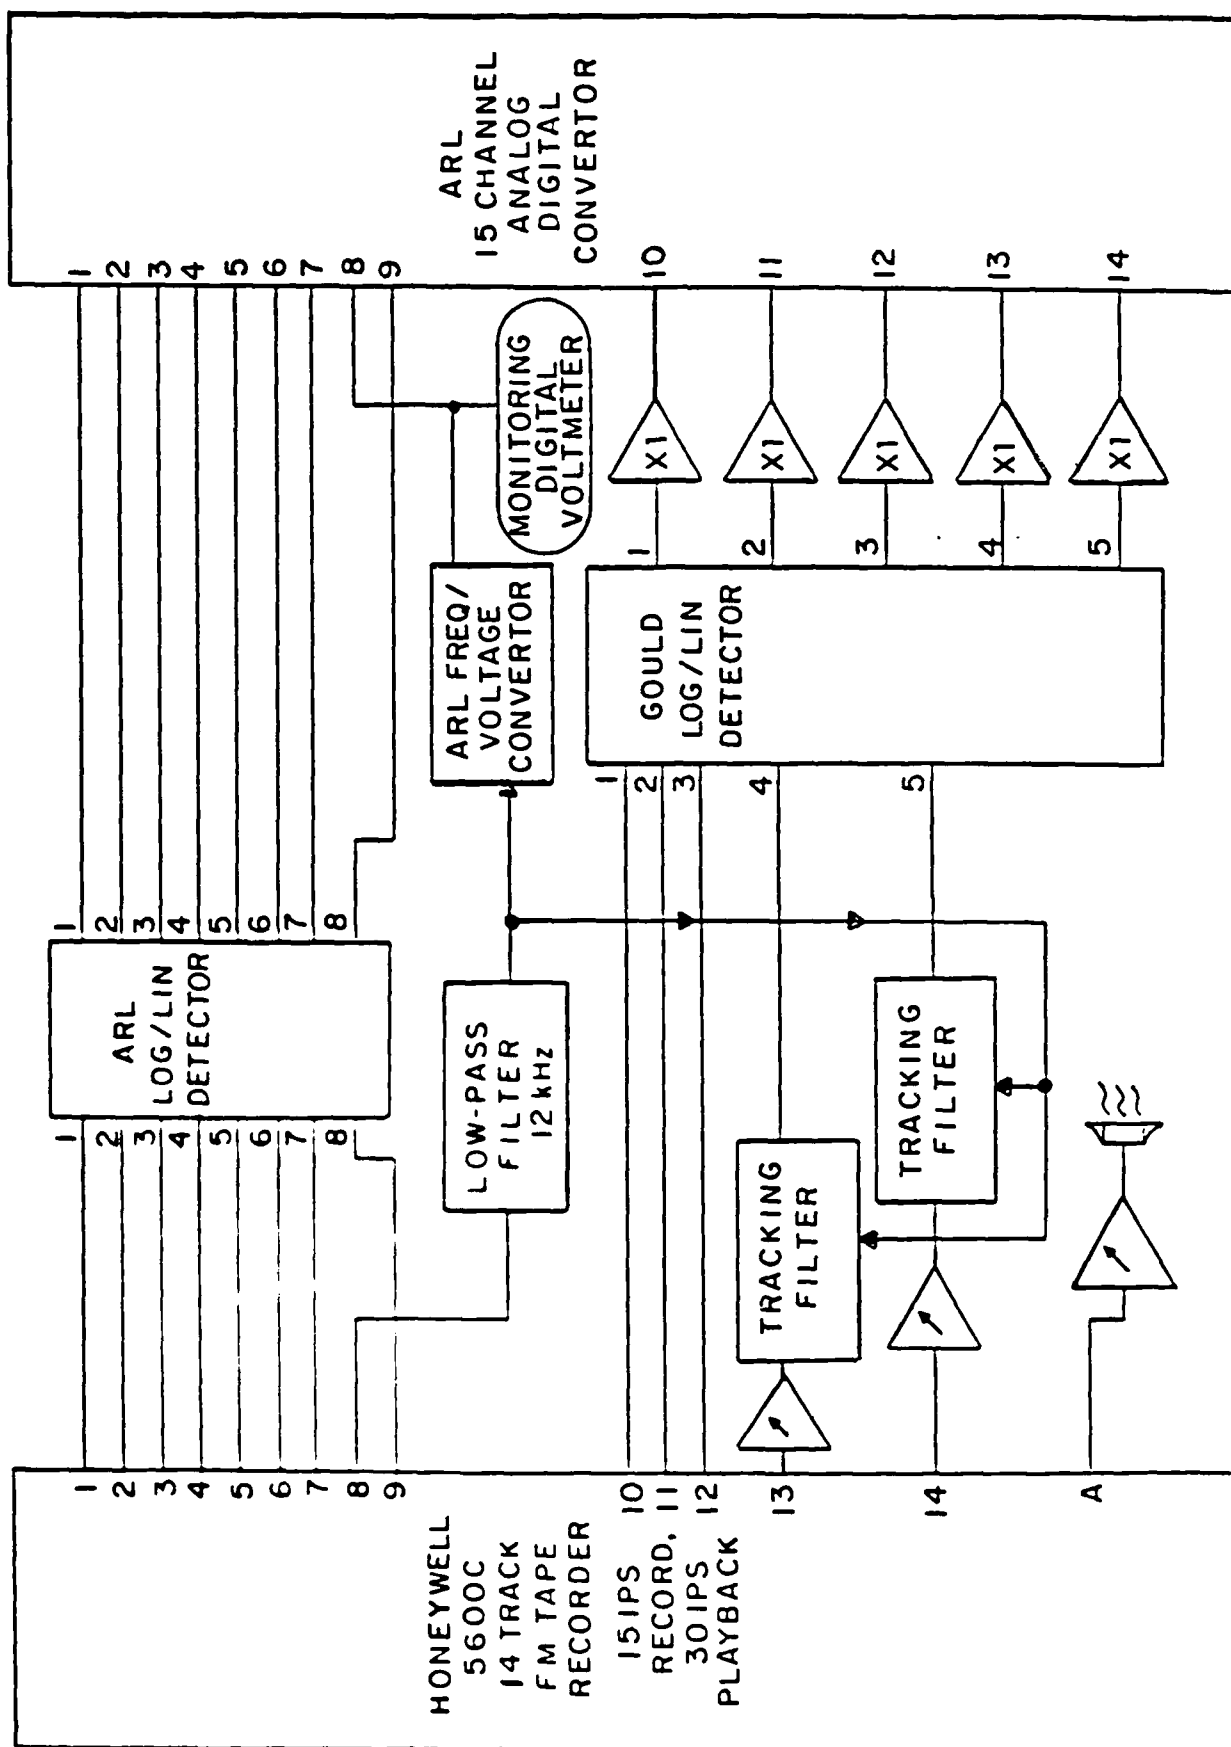 HONEYWELL
5600C
14 TRACK
FM TAPE
RECORDER
15 IPS
RECORD,
30 IPS
PLAYBACK
1
2
3
4
5
6
7
8
9
10
11
12
13
14
A
1
2
3
4
5
6
7
8
ARL
LOG/LIN
DETECTOR
1
2
3
4
5
6
7
8
LOW-PASS
FILTER
12 kHz
TRACKING
FILTER
TRACKING
FILTER
ARL FREQ/
VOLTAGE
CONVERTOR
MONITORING
DIGITAL
VOLTMETER
1
2
3
4
5
GOULD
LOG/LIN
DETECTOR
1
2
3
4
5
X1
X1
X1
X1
X1
1
2
3
4
5
6
7
8
9
10
11
12
13
14
ARL
15 CHANNEL
ANALOG
DIGITAL
CONVERTOR